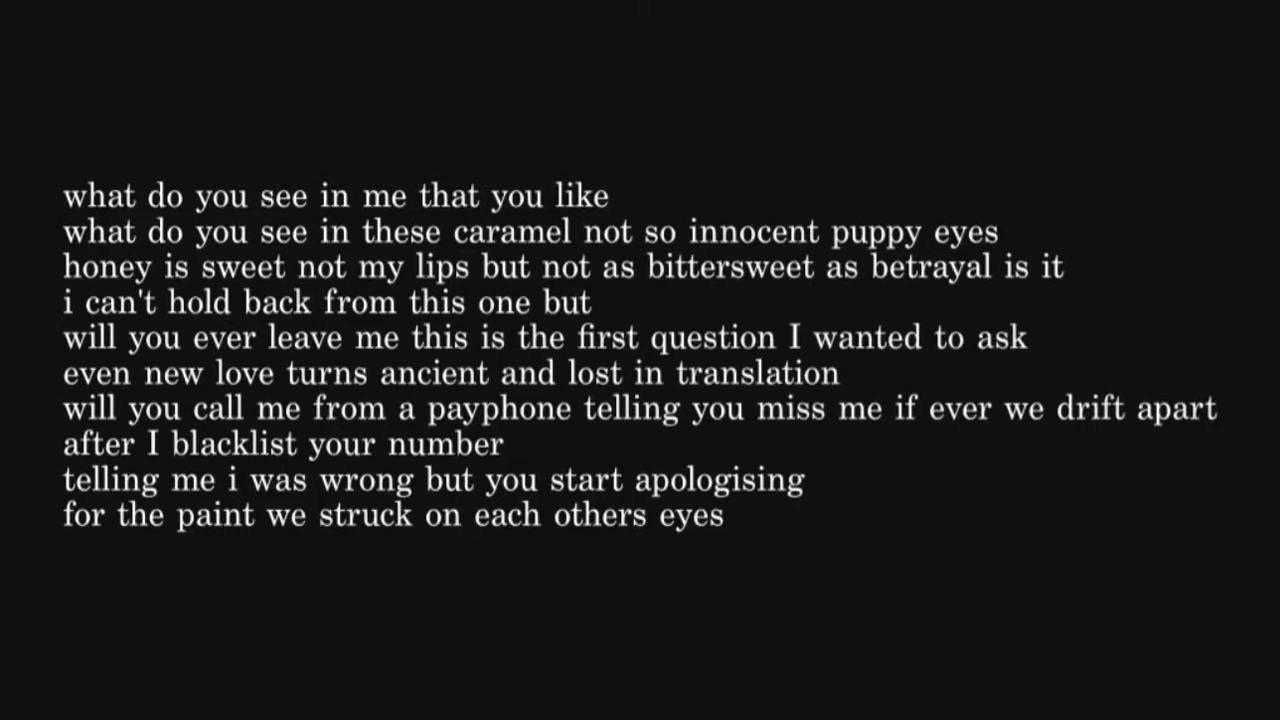 what do you see in me that you like
what do you see in these caramel not so innocent puppy eyes
honey is sweet not my lips but not as bittersweet as betrayal is it
i can't hold back from this one but
will you ever leave me this is the first question I wanted to ask
even new love turns ancient and lost in translation
will you call me from a payphone telling you miss me if ever we drift apart
after I blacklist your number
telling me i was wrong but you start apologising
for the paint we struck on each others eyes